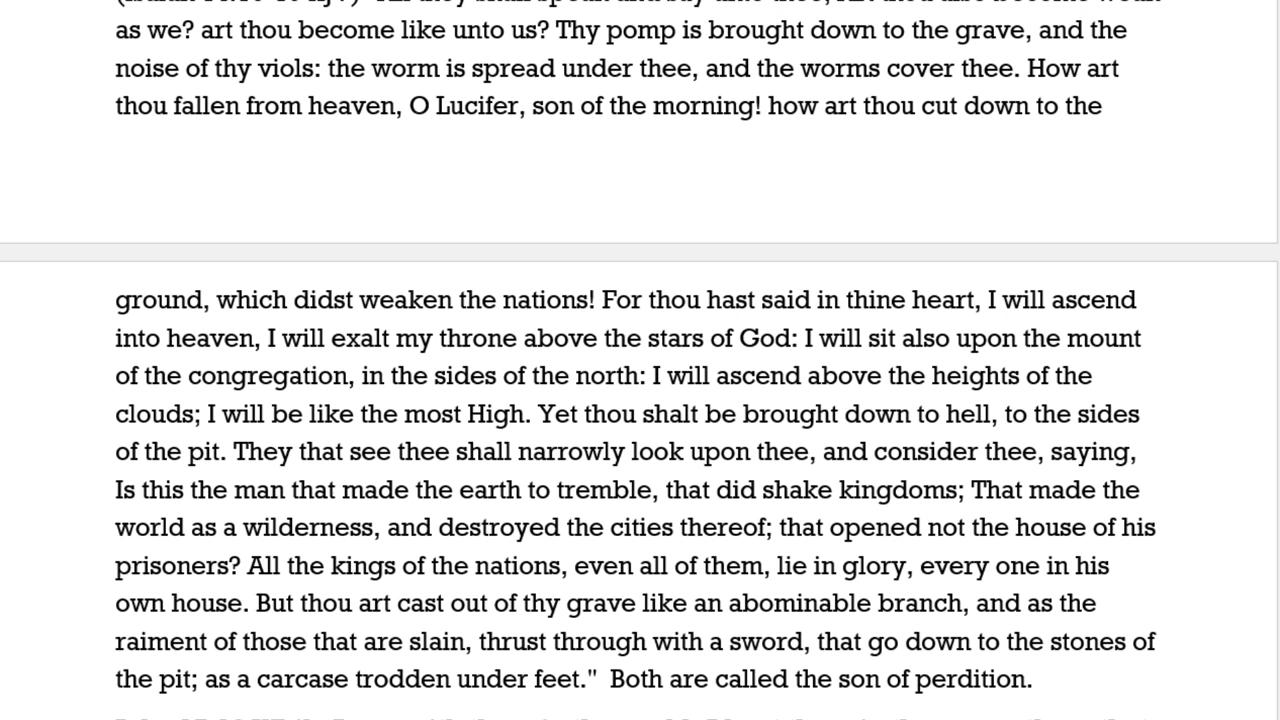 as we? art thou become like unto us? Thy pomp is brought down to the grave, and the
noise of thy viols: the worm is spread under thee, and the worms cover thee. How art
thou fallen from heaven, O Lucifer, son of the morning! how art thou cut down to the
ground, which didst weaken the nations! For thou hast said in thine heart, I will ascend
into heaven, I will exalt my throne above the stars of God: I will sit also upon the mount
of the congregation, in the sides of the north: I will ascend above the heights of the
clouds; I will be like the most High. Yet thou shalt be brought down to hell, to the sides
of the pit. They that see thee shall narrowly look upon thee, and consider thee, saying,
Is this the man that made the earth to tremble, that did shake kingdoms; That made the
world as a wilderness, and destroyed the cities thereof; that opened not the house of his
prisoners? All the kings of the nations, even all of them, lie in glory, every one in his
own house. But thou art cast out of thy grave like an abominable branch, and as the
raiment of those that are slain, thrust through with a sword, that go down to the stones of
the pit; as a carcase trodden under feet."  Both are called the son of perdition.